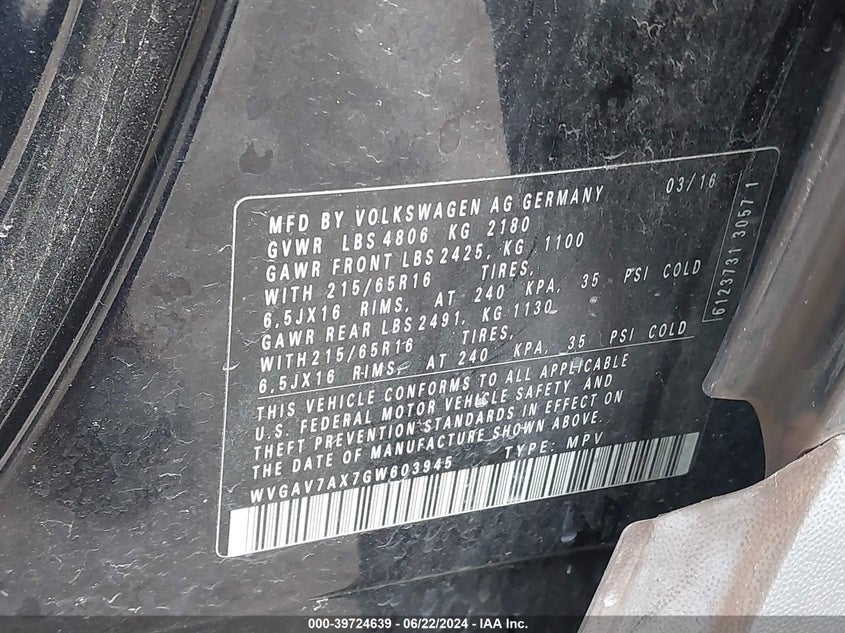 MFD BY VOLKSWAGEN AG GERMANY 03/16
GVWR LBS 4806 KG 2180
GAWR FRONT LBS 2425, KG 1100
WITH 215/65R16 TIRES,
6,5JX16 RIMS, AT 240 KPA, 35 PSI COLD
GAWR REAR LBS 2491, KG 1130
WITH 215/65R16 TIRES,
6,5JX16 RIMS, AT 240 KPA, 35 PSI COLD
THIS VEHICLE CONFORMS TO ALL APPLICABLE
U.S. FEDERAL MOTOR VEHICLE SAFETY AND
THEFT PREVENTION STANDARDS IN EFFECT ON
THE DATE OF MANUFACTURE SHOWN ABOVE.
WVGAV7AX7GW603945 TYPE: MPV
6123731 3057 1
000-39724639 - 06/22/2024 - IAA Inc.